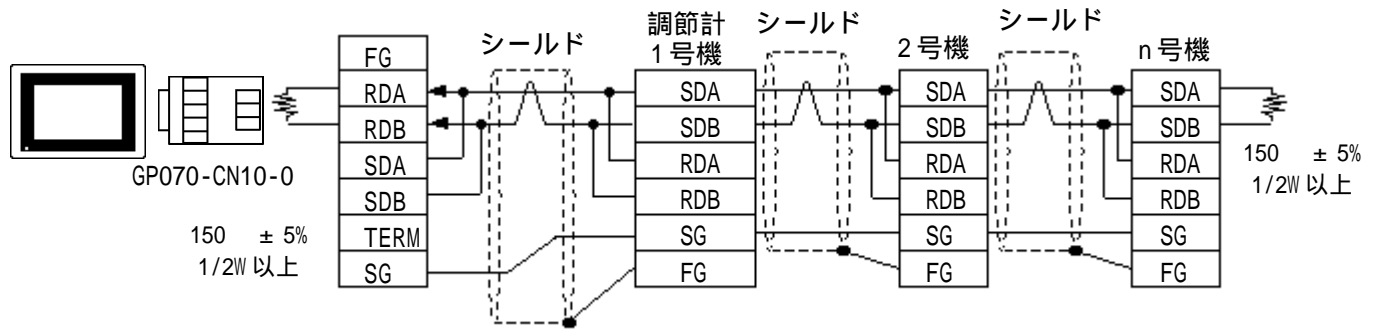 GP070-CN10-0
150 ± 5%
1/2W 以上
FG
RDA
RDB
SDA
SDB
TERM
SG
シールド
調節計
1号機
SDA
SDB
RDA
RDB
SG
FG
シールド
2号機
SDA
SDB
RDA
RDB
SG
FG
シールド
n号機
SDA
SDB
RDA
RDB
SG
FG
150 ± 5%
1/2W 以上